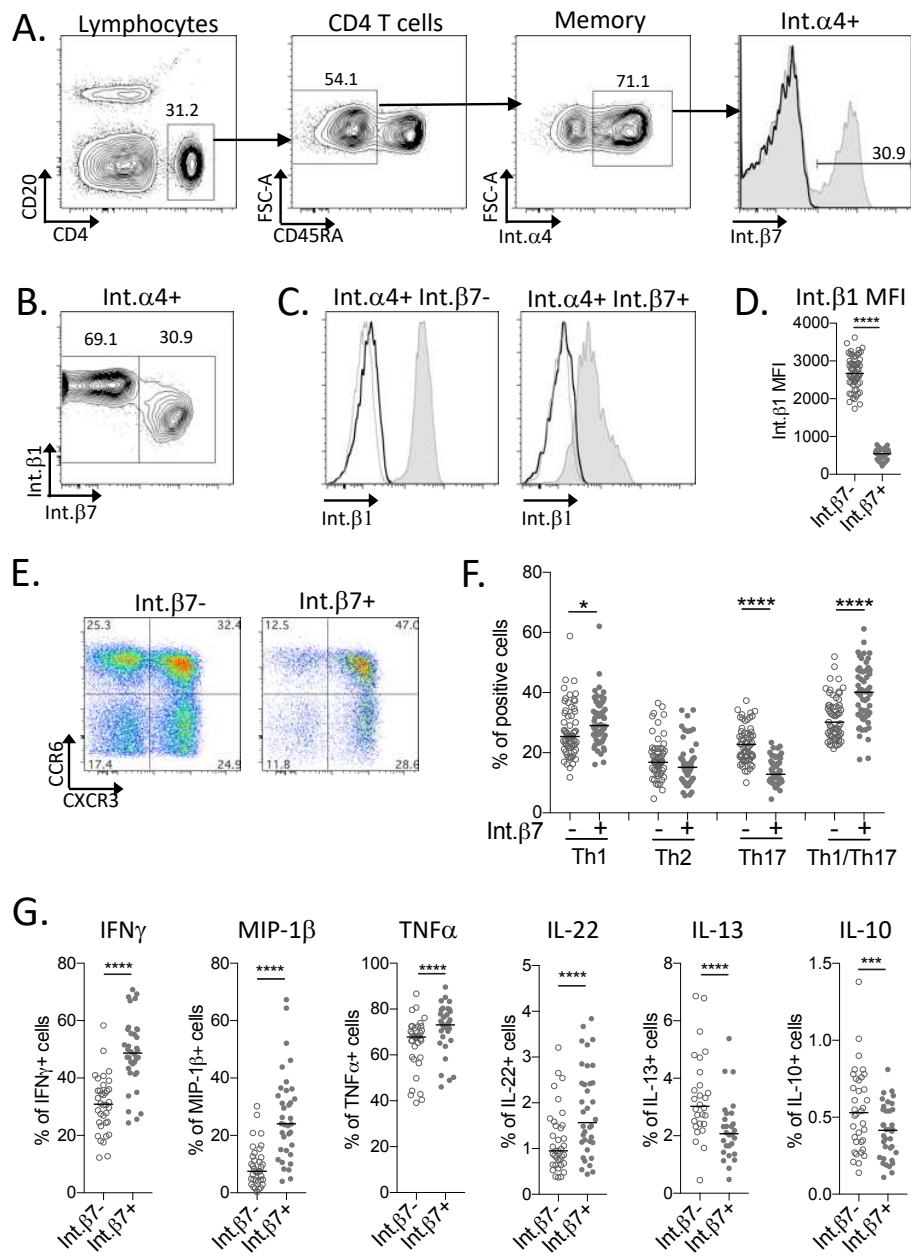 A.
Lymphocytes
CD4 T cells
Memory
Int.α4+
31.2
54.1
71.1
30.9
CD20
CD4
FSC-A
CD45RA
FSC-A
Int.α4
Int.β7
B.
Int.α4+
69.1
30.9
Int.β1
Int.β7
C.
Int.α4+ Int.β7-
Int.α4+ Int.β7+
Int.β1
Int.β1
D.
Int.β1 MFI
****
4000
3000
2000
1000
0
Int.β1 MFI
Int.β7-
Int.β7+
E.
Int.β7-
Int.β7+
25.3
32.4
17.4
24.9
12.5
47.0
11.8
28.6
CCR6
CXCR3
F.
80
60
40
20
0
% of positive cells
*
****
****
Int.β7
- +
- +
- +
- +
Th1
Th2
Th17
Th1/Th17
G.
IFNγ
****
80
60
40
20
0
% of IFNγ+ cells
Int.β7-
Int.β7+
MIP-1β
****
80
60
40
20
0
% of MIP-1β+ cells
Int.β7-
Int.β7+
TNFα
****
100
80
60
40
20
0
% of TNFα+ cells
Int.β7-
Int.β7+
IL-22
****
5
4
3
2
1
0
% of IL-22+ cells
Int.β7-
Int.β7+
IL-13
****
8
6
4
2
0
% of IL-13+ cells
Int.β7-
Int.β7+
IL-10
***
1.5
1.0
0.5
0.0
% of IL-10+ cells
Int.β7-
Int.β7+